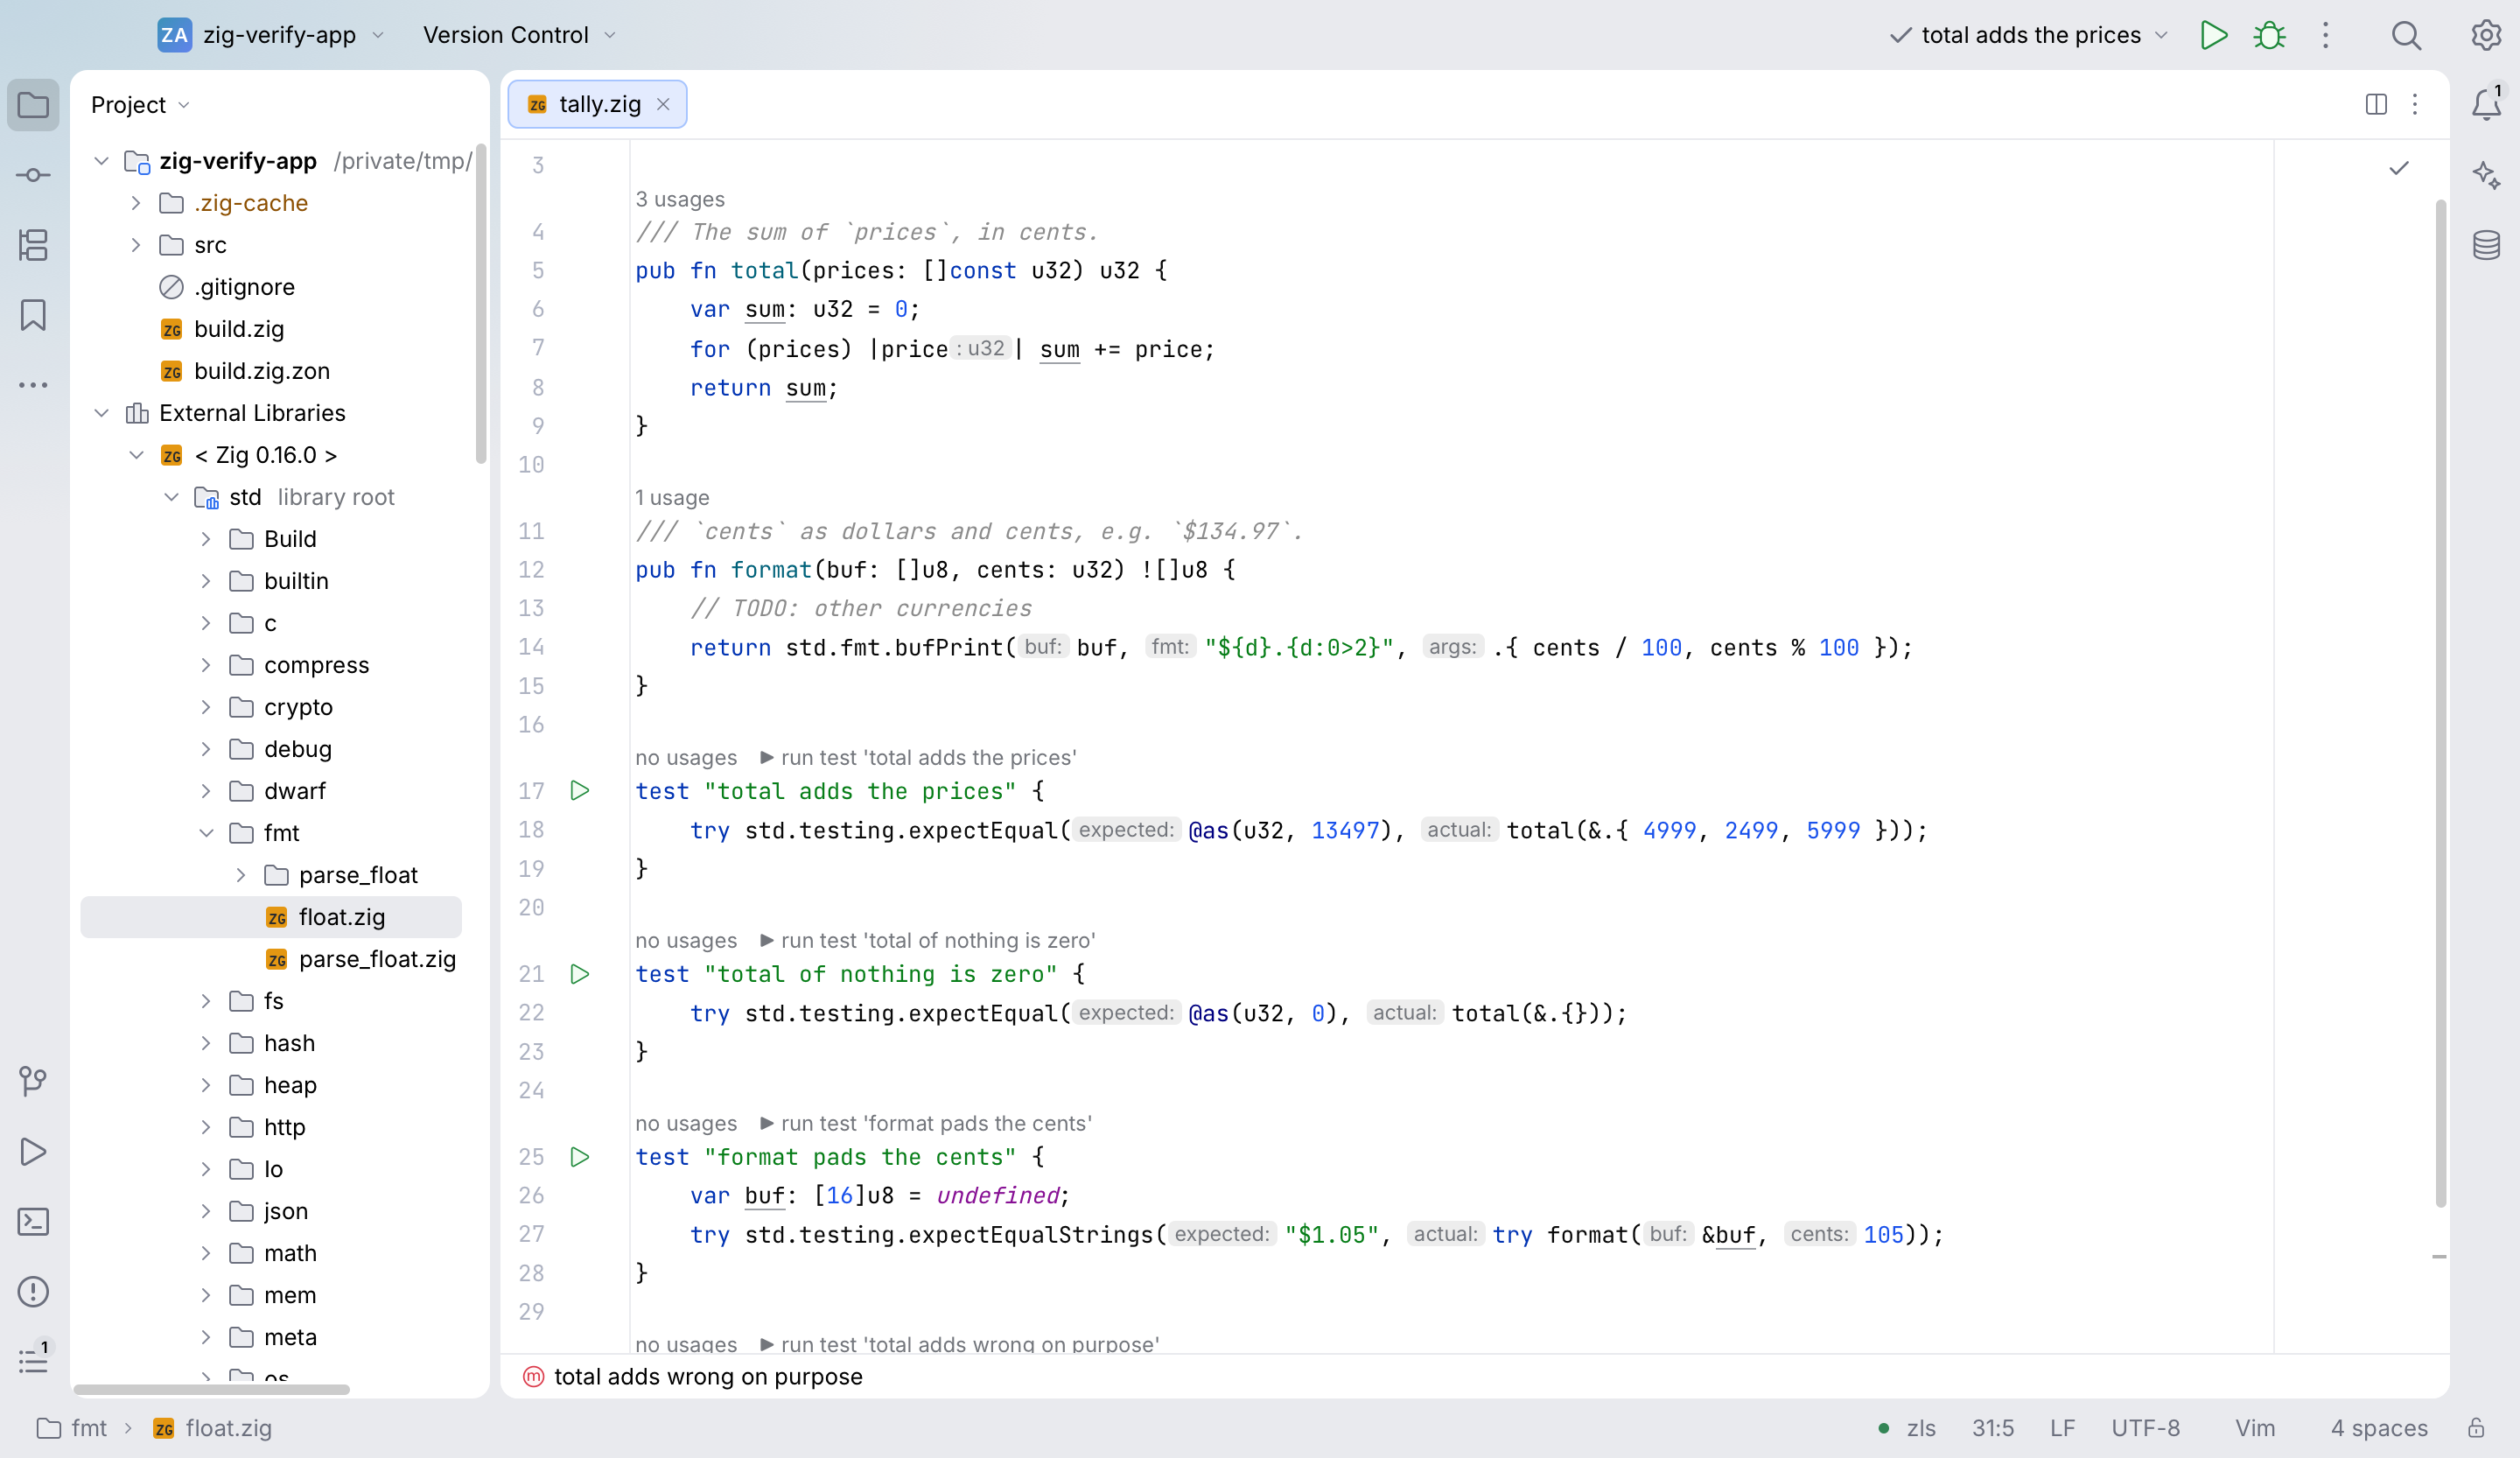 ZA zig-verify-app Version Control total adds the prices
Project
zig-verify-app /private/tmp/
.zig-cache
src
.gitignore
ZG build.zig
ZG build.zig.zon
External Libraries
ZG < Zig 0.16.0 >
std library root
Build
builtin
c
compress
crypto
debug
dwarf
fmt
parse_float
ZG float.zig
ZG parse_float.zig
fs
hash
heap
http
Io
json
math
mem
meta
os
1
ZG tally.zig
3
3 usages
4 /// The sum of `prices`, in cents.
5 pub fn total(prices: []const u32) u32 {
6 var sum: u32 = 0;
7 for (prices) |price : u32 | sum += price;
8 return sum;
9 }
10
1 usage
11 /// `cents` as dollars and cents, e.g. `$134.97`.
12 pub fn format(buf: []u8, cents: u32) ![]u8 {
13 // TODO: other currencies
14 return std.fmt.bufPrint( buf: buf, fmt: "${d}.{d:0>2}", args: .{ cents / 100, cents % 100 });
15 }
16
no usages run test 'total adds the prices'
17 test "total adds the prices" {
18 try std.testing.expectEqual( expected: @as(u32, 13497), actual: total(&.{ 4999, 2499, 5999 }));
19 }
20
no usages run test 'total of nothing is zero'
21 test "total of nothing is zero" {
22 try std.testing.expectEqual( expected: @as(u32, 0), actual: total(&.{}));
23 }
24
no usages run test 'format pads the cents'
25 test "format pads the cents" {
26 var buf: [16]u8 = undefined;
27 try std.testing.expectEqualStrings( expected: "$1.05", actual: try format( buf: &buf, cents: 105));
28 }
29
no usages run test 'total adds wrong on purpose'
m total adds wrong on purpose
1
fmt ZG float.zig
zls 31:5 LF UTF-8 Vim 4 spaces